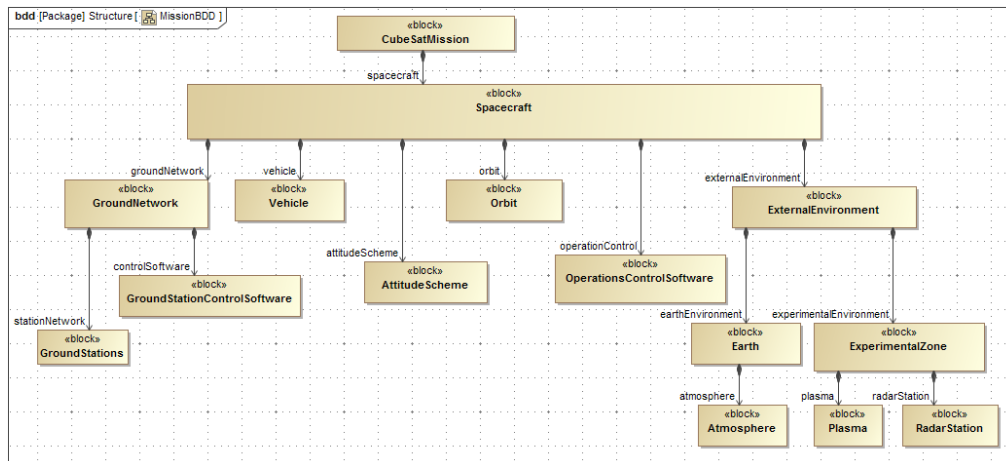 bdd [Package] Structure [ MissionBDD ]
«block»
CubeSatMission
spacecraft
«block»
Spacecraft
groundNetwork
«block»
GroundNetwork
vehicle
«block»
Vehicle
orbit
«block»
Orbit
externalEnvironment
«block»
ExternalEnvironment
attitudeScheme
«block»
AttitudeScheme
operationControl
«block»
OperationsControlSoftware
controlSoftware
«block»
GroundStationControlSoftware
stationNetwork
«block»
GroundStations
earthEnvironment
«block»
Earth
experimentalEnvironment
«block»
ExperimentalZone
atmosphere
«block»
Atmosphere
plasma
«block»
Plasma
radarStation
«block»
RadarStation